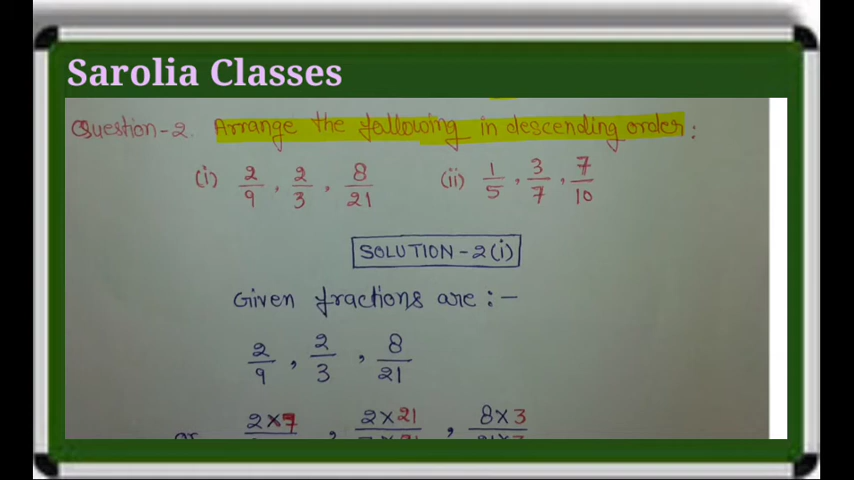 Sarolia Classes
Question-2. Arrange the following in descending order:
(i) 2/9, 2/3, 8/21 (ii) 1/5, 3/7, 7/10
SOLUTION-2(i)
Given fractions are:-
2/9, 2/3, 8/21
or 2×7, 2×21, 8×3